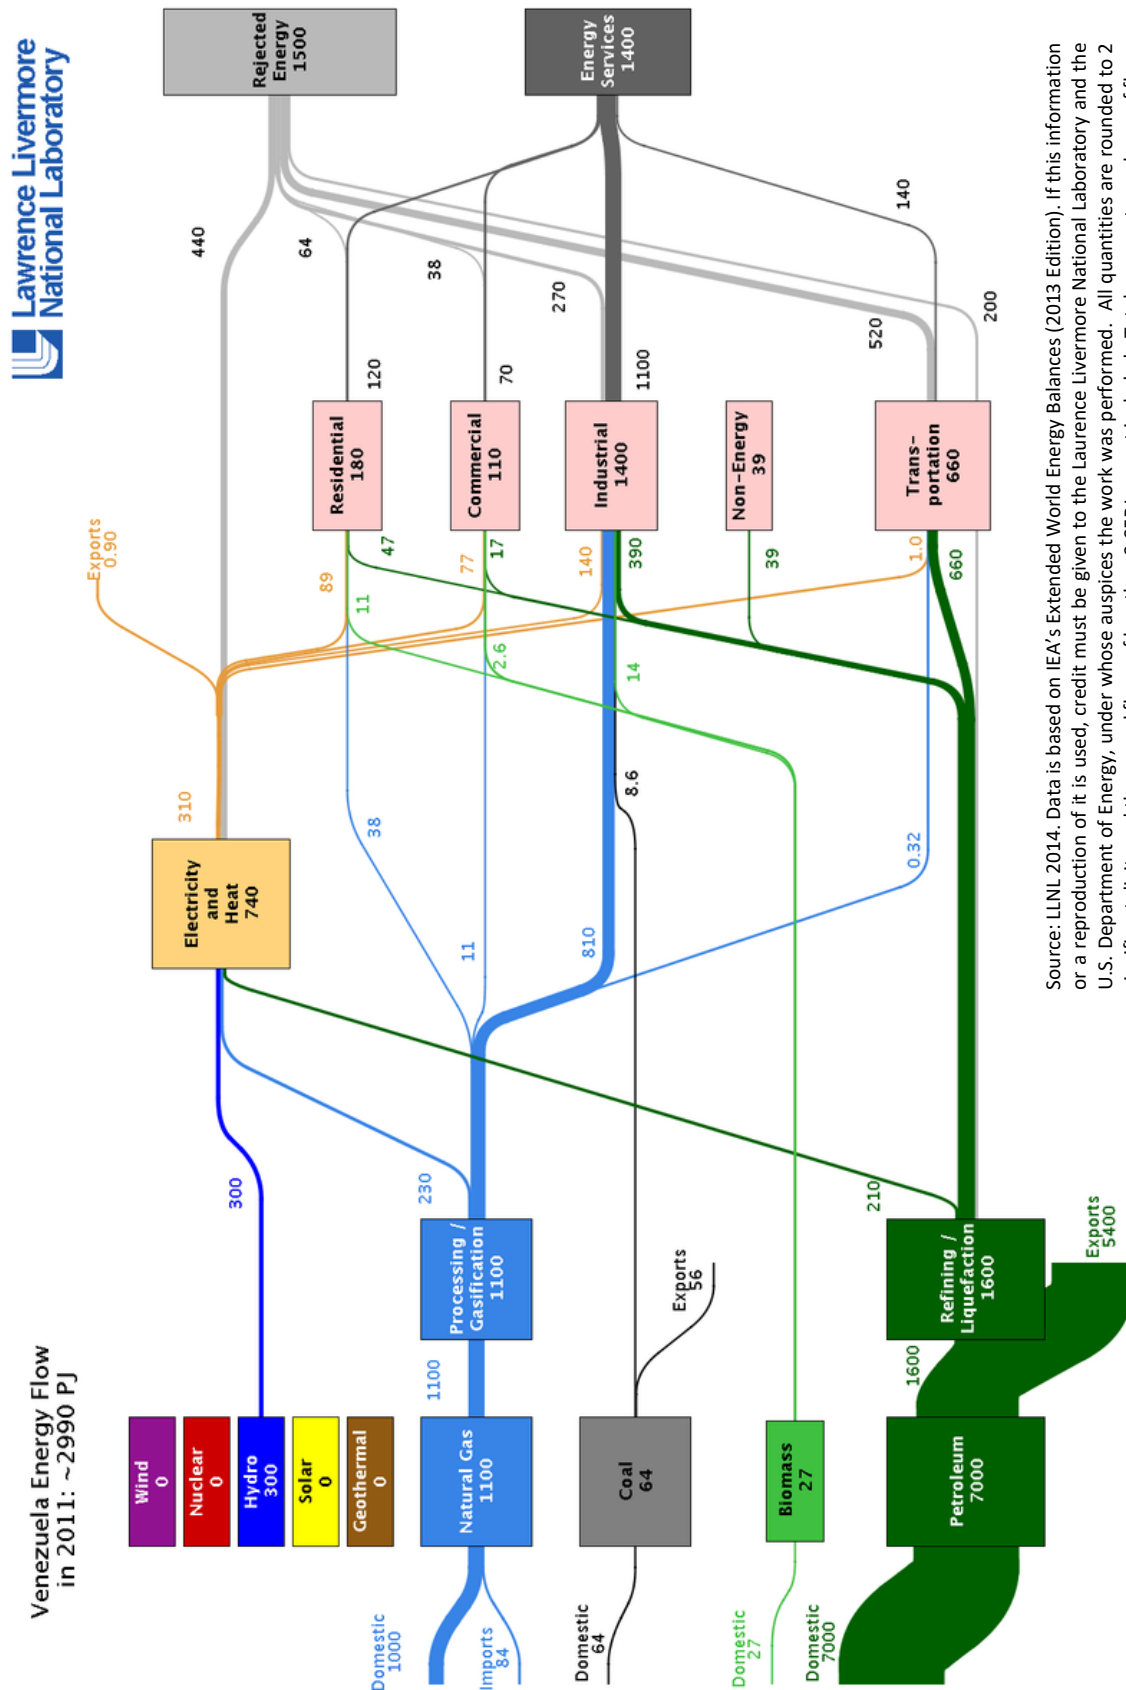 Venezuela Energy Flow
in 2011: ~2990 PJ
Lawrence Livermore
National Laboratory
Wind
0
Nuclear
0
Hydro
300
Solar
0
Geothermal
0
Domestic
1000
Imports
84
Natural Gas
1100
Domestic
64
Coal
64
Domestic
27
Biomass
27
Domestic
7000
Petroleum
7000
1100
Processing /
Gasification
1100
Exports
56
1600
Refining /
Liquefaction
1600
Exports
5400
300
230
210
Electricity
and
Heat
740
310
Exports
0.90
38
11
810
0.32
8.6
89
11
47
77
2.6
17
140
14
390
39
1.0
660
Residential
180
Commercial
110
Industrial
1400
Non-Energy
39
Trans-
portation
660
440
64
120
38
70
270
1100
520
140
200
Rejected
Energy
1500
Energy
Services
1400
Source: LLNL 2014. Data is based on IEA's Extended World Energy Balances (2013 Edition). If this information
or a reproduction of it is used, credit must be given to the Laurence Livermore National Laboratory and the
U.S. Department of Energy, under whose auspices the work was performed. All quantities are rounded to 2